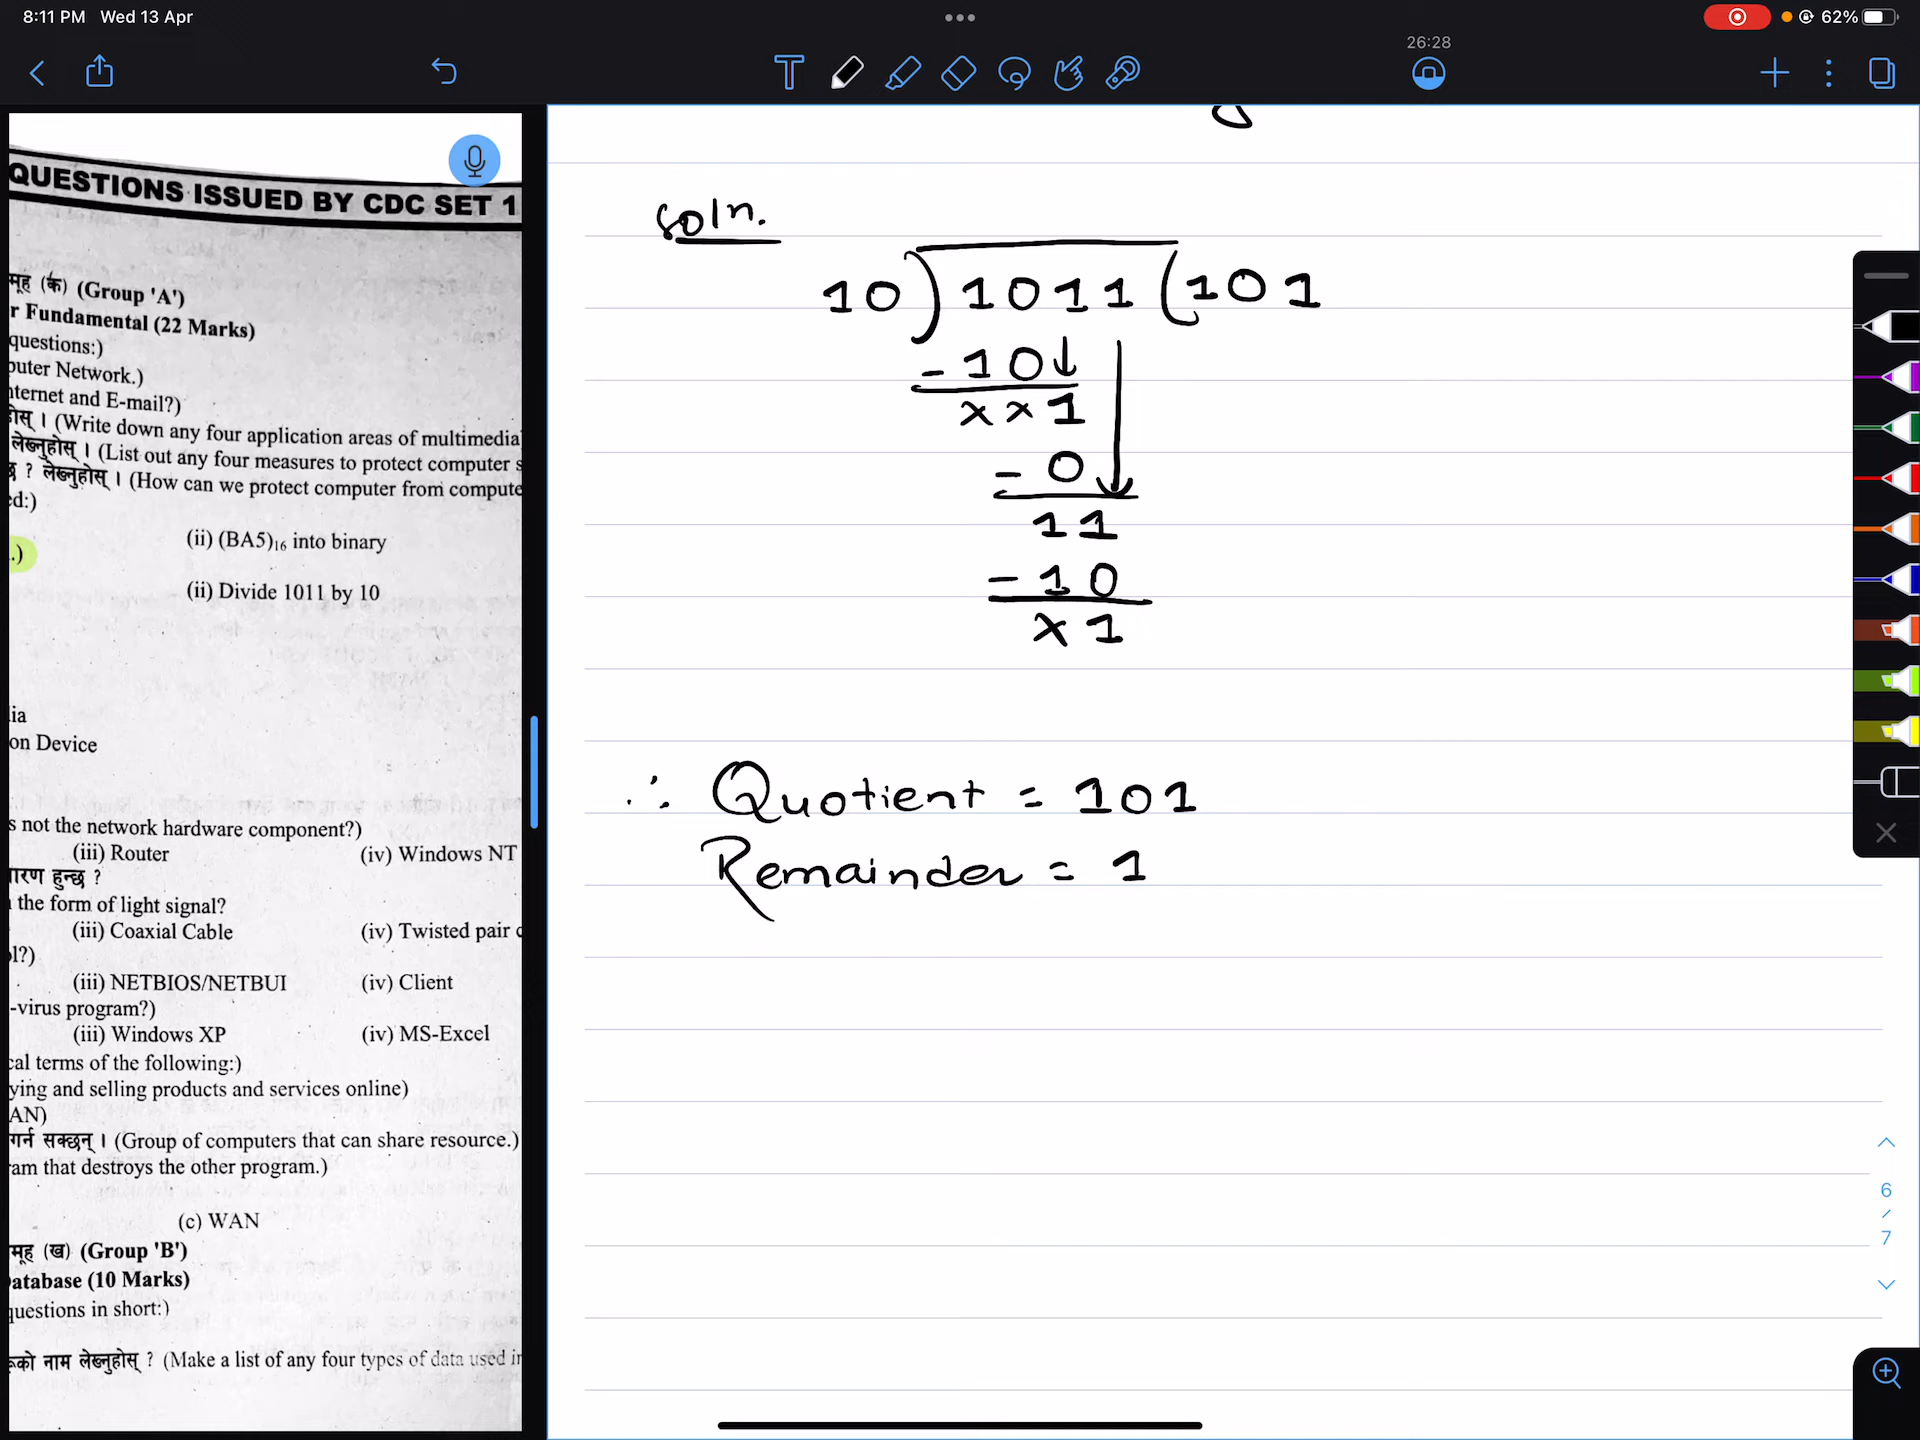 8:11 PM Wed 13 Apr
62%
26:28
QUESTIONS ISSUED BY CDC SET 1
(क) (Group 'A')
r Fundamental (22 Marks)
questions:)
puter Network.)
nternet and E-mail?)
। (Write down any four application areas of multimedia
लेख्नुहोस् । (List out any four measures to protect computer s
? लेख्नुहोस् । (How can we protect computer from compute
ed:)
(ii) (BA5)16 into binary
.)
(ii) Divide 1011 by 10
ia
on Device
s not the network hardware component?)
(iii) Router (iv) Windows NT
हुन्छ ?
the form of light signal?
(iii) Coaxial Cable (iv) Twisted pair c
ol?)
(iii) NETBIOS/NETBUI (iv) Client
-virus program?)
(iii) Windows XP (iv) MS-Excel
cal terms of the following:)
ying and selling products and services online)
AN)
गर्न सक्छन् । (Group of computers that can share resource.)
ram that destroys the other program.)
(c) WAN
(ख) (Group 'B')
atabase (10 Marks)
questions in short:)
को नाम लेख्नुहोस् ? (Make a list of any four types of data used in
soln.
10) 1011 (101
- 10↓
x x 1
- 0
11
- 10
x 1
∴ Quotient = 101
Remainder = 1
6
/
7